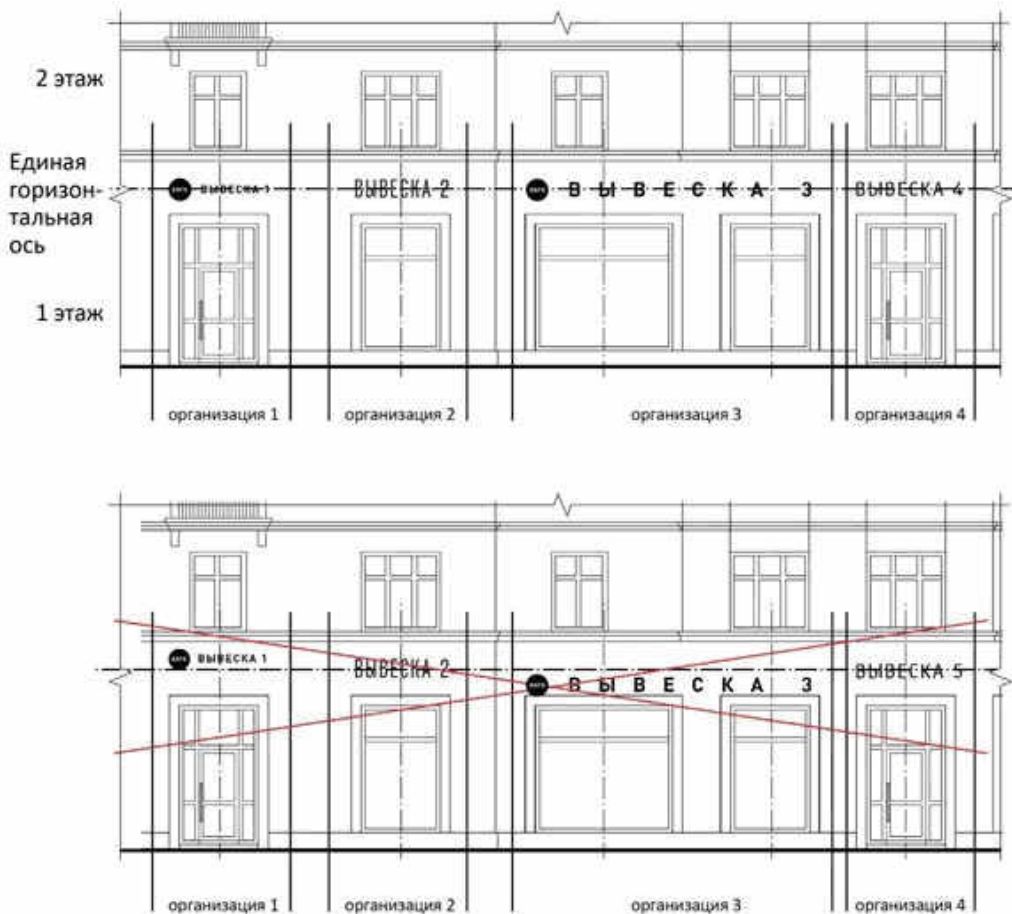 2 этаж
Единая
горизон-
тальная
ось
ВЫВЕСКА 1 ВЫВЕСКА 2 ВЫВЕСКА 3 ВЫВЕСКА 4
1 этаж
организация 1 организация 2 организация 3 организация 4
ВЫВЕСКА 1 ВЫВЕСКА 2 ВЫВЕСКА 3 ВЫВЕСКА 5
организация 1 организация 2 организация 3 организация 4